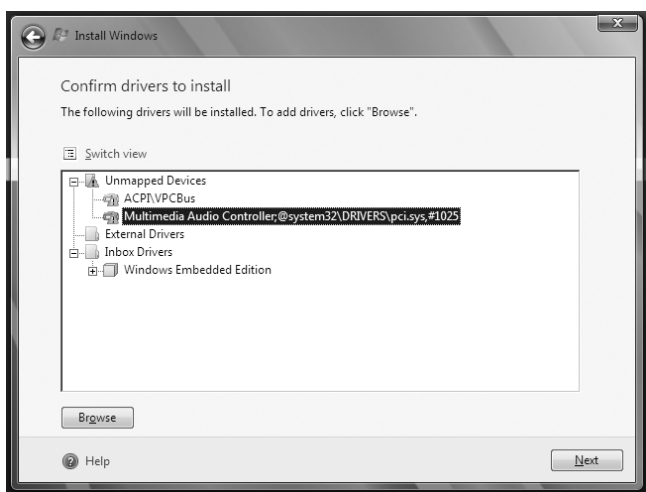 Install Windows
Confirm drivers to install
The following drivers will be installed. To add drivers, click "Browse".
Switch view
Unmapped Devices
ACPI\VPCBus
Multimedia Audio Controller;@system32\DRIVERS\pci.sys,#1025
External Drivers
Inbox Drivers
Windows Embedded Edition
Browse
Help
Next